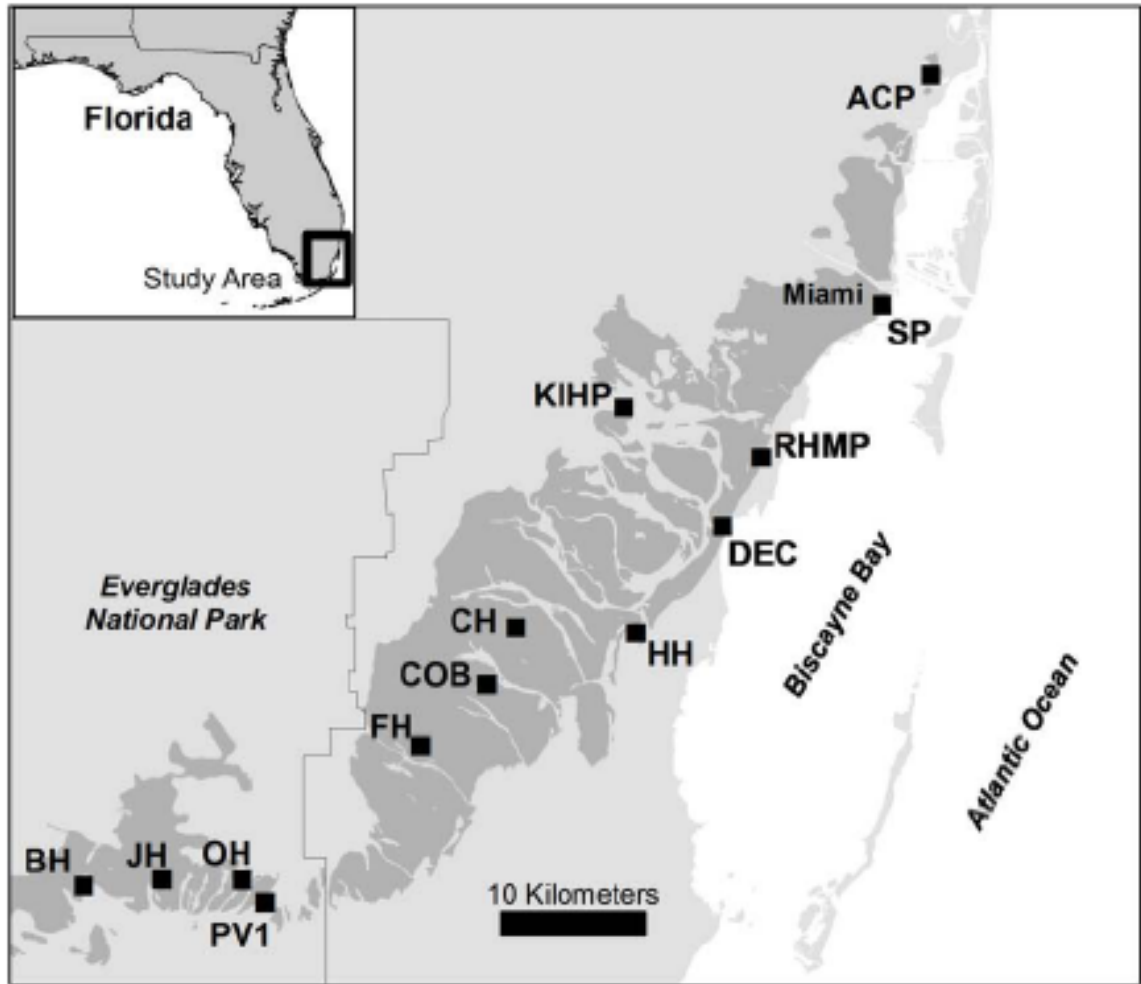 Florida
Study Area
ACP
Miami
SP
KIHP
RHMP
DEC
Biscayne Bay
Atlantic Ocean
Everglades
National Park
CH
HH
COB
FH
BH
JH
OH
PV1
10 Kilometers